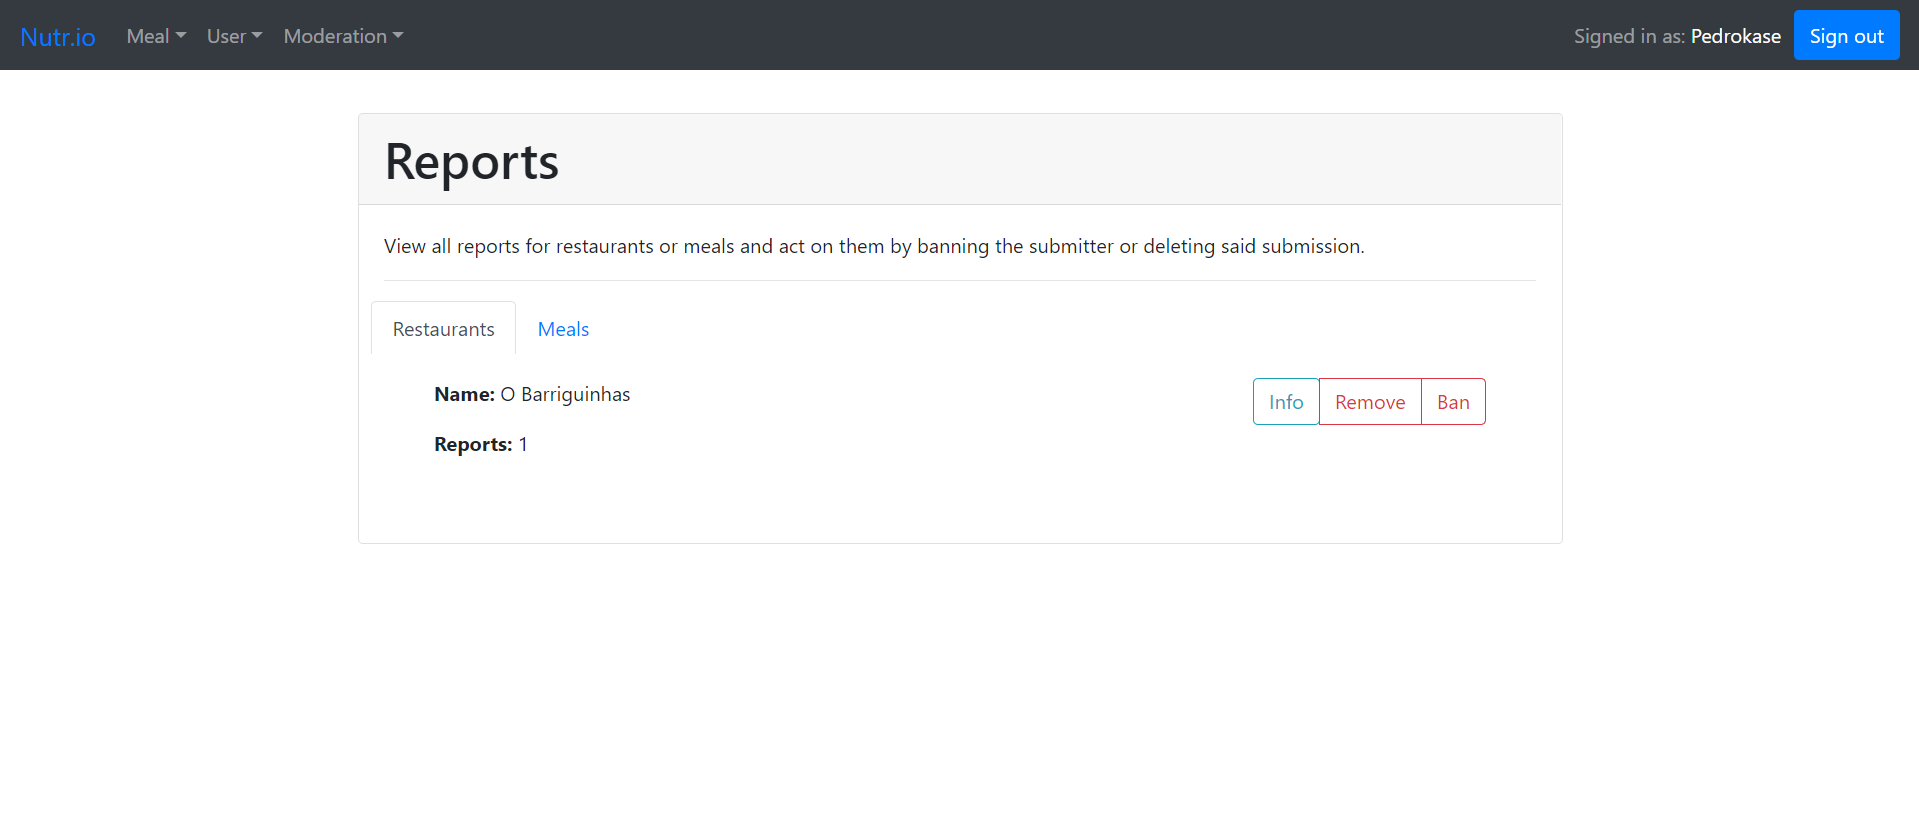 Nutr.io Meal User Moderation Signed in as: Pedrokase Sign out
Reports
View all reports for restaurants or meals and act on them by banning the submitter or deleting said submission.
Restaurants Meals
Name: O Barriguinhas Info Remove Ban
Reports: 1